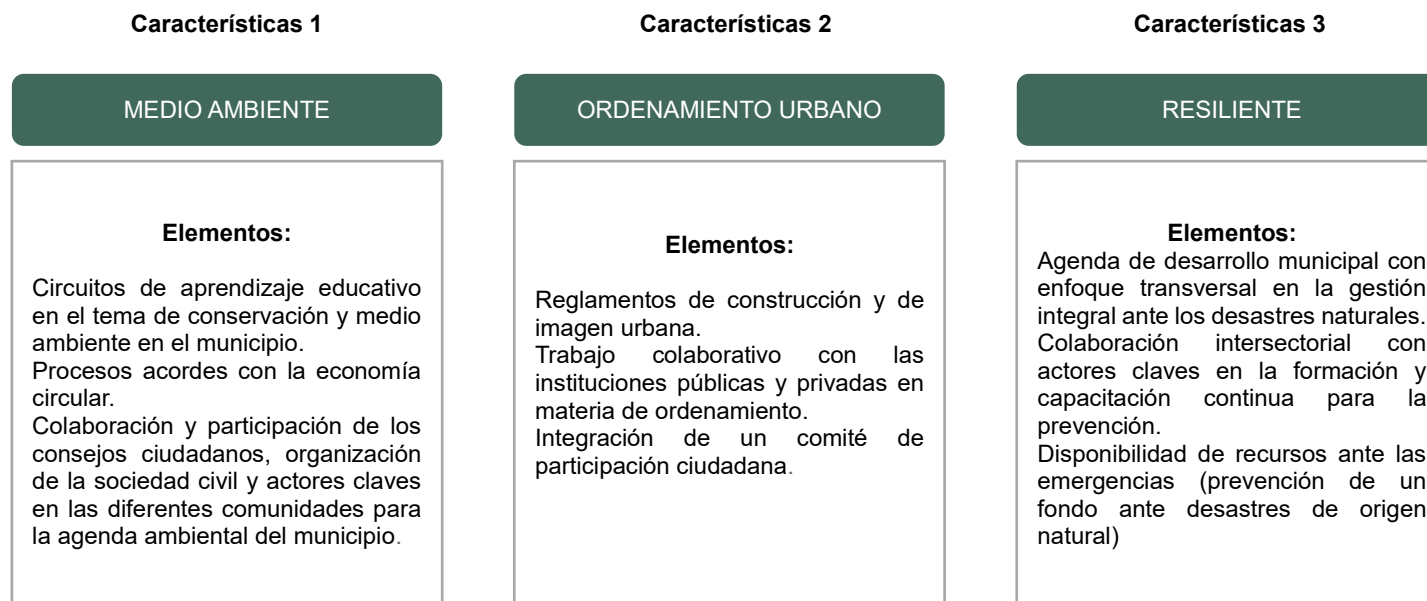 Características 1
MEDIO AMBIENTE
Elementos:
Circuitos de aprendizaje educativo
en el tema de conservación y medio
ambiente en el municipio.
Procesos acordes con la economía
circular.
Colaboración y participación de los
consejos ciudadanos, organización
de la sociedad civil y actores claves
en las diferentes comunidades para
la agenda ambiental del municipio.
Características 2
ORDENAMIENTO URBANO
Elementos:
Reglamentos de construcción y de
imagen urbana.
Trabajo colaborativo con las
instituciones públicas y privadas en
materia de ordenamiento.
Integración de un comité de
participación ciudadana.
Características 3
RESILIENTE
Elementos:
Agenda de desarrollo municipal con
enfoque transversal en la gestión
integral ante los desastres naturales.
Colaboración intersectorial con
actores claves en la formación y
capacitación continua para la
prevención.
Disponibilidad de recursos ante las
emergencias (prevención de un
fondo ante desastres de origen
natural)